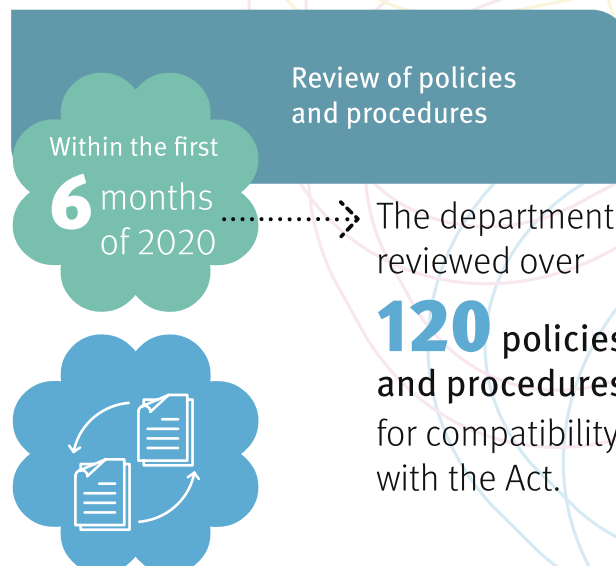 Review of policies
and procedures
Within the first
6 months
of 2020
The department
reviewed over
120 policies
and procedures
for compatibility
with the Act.